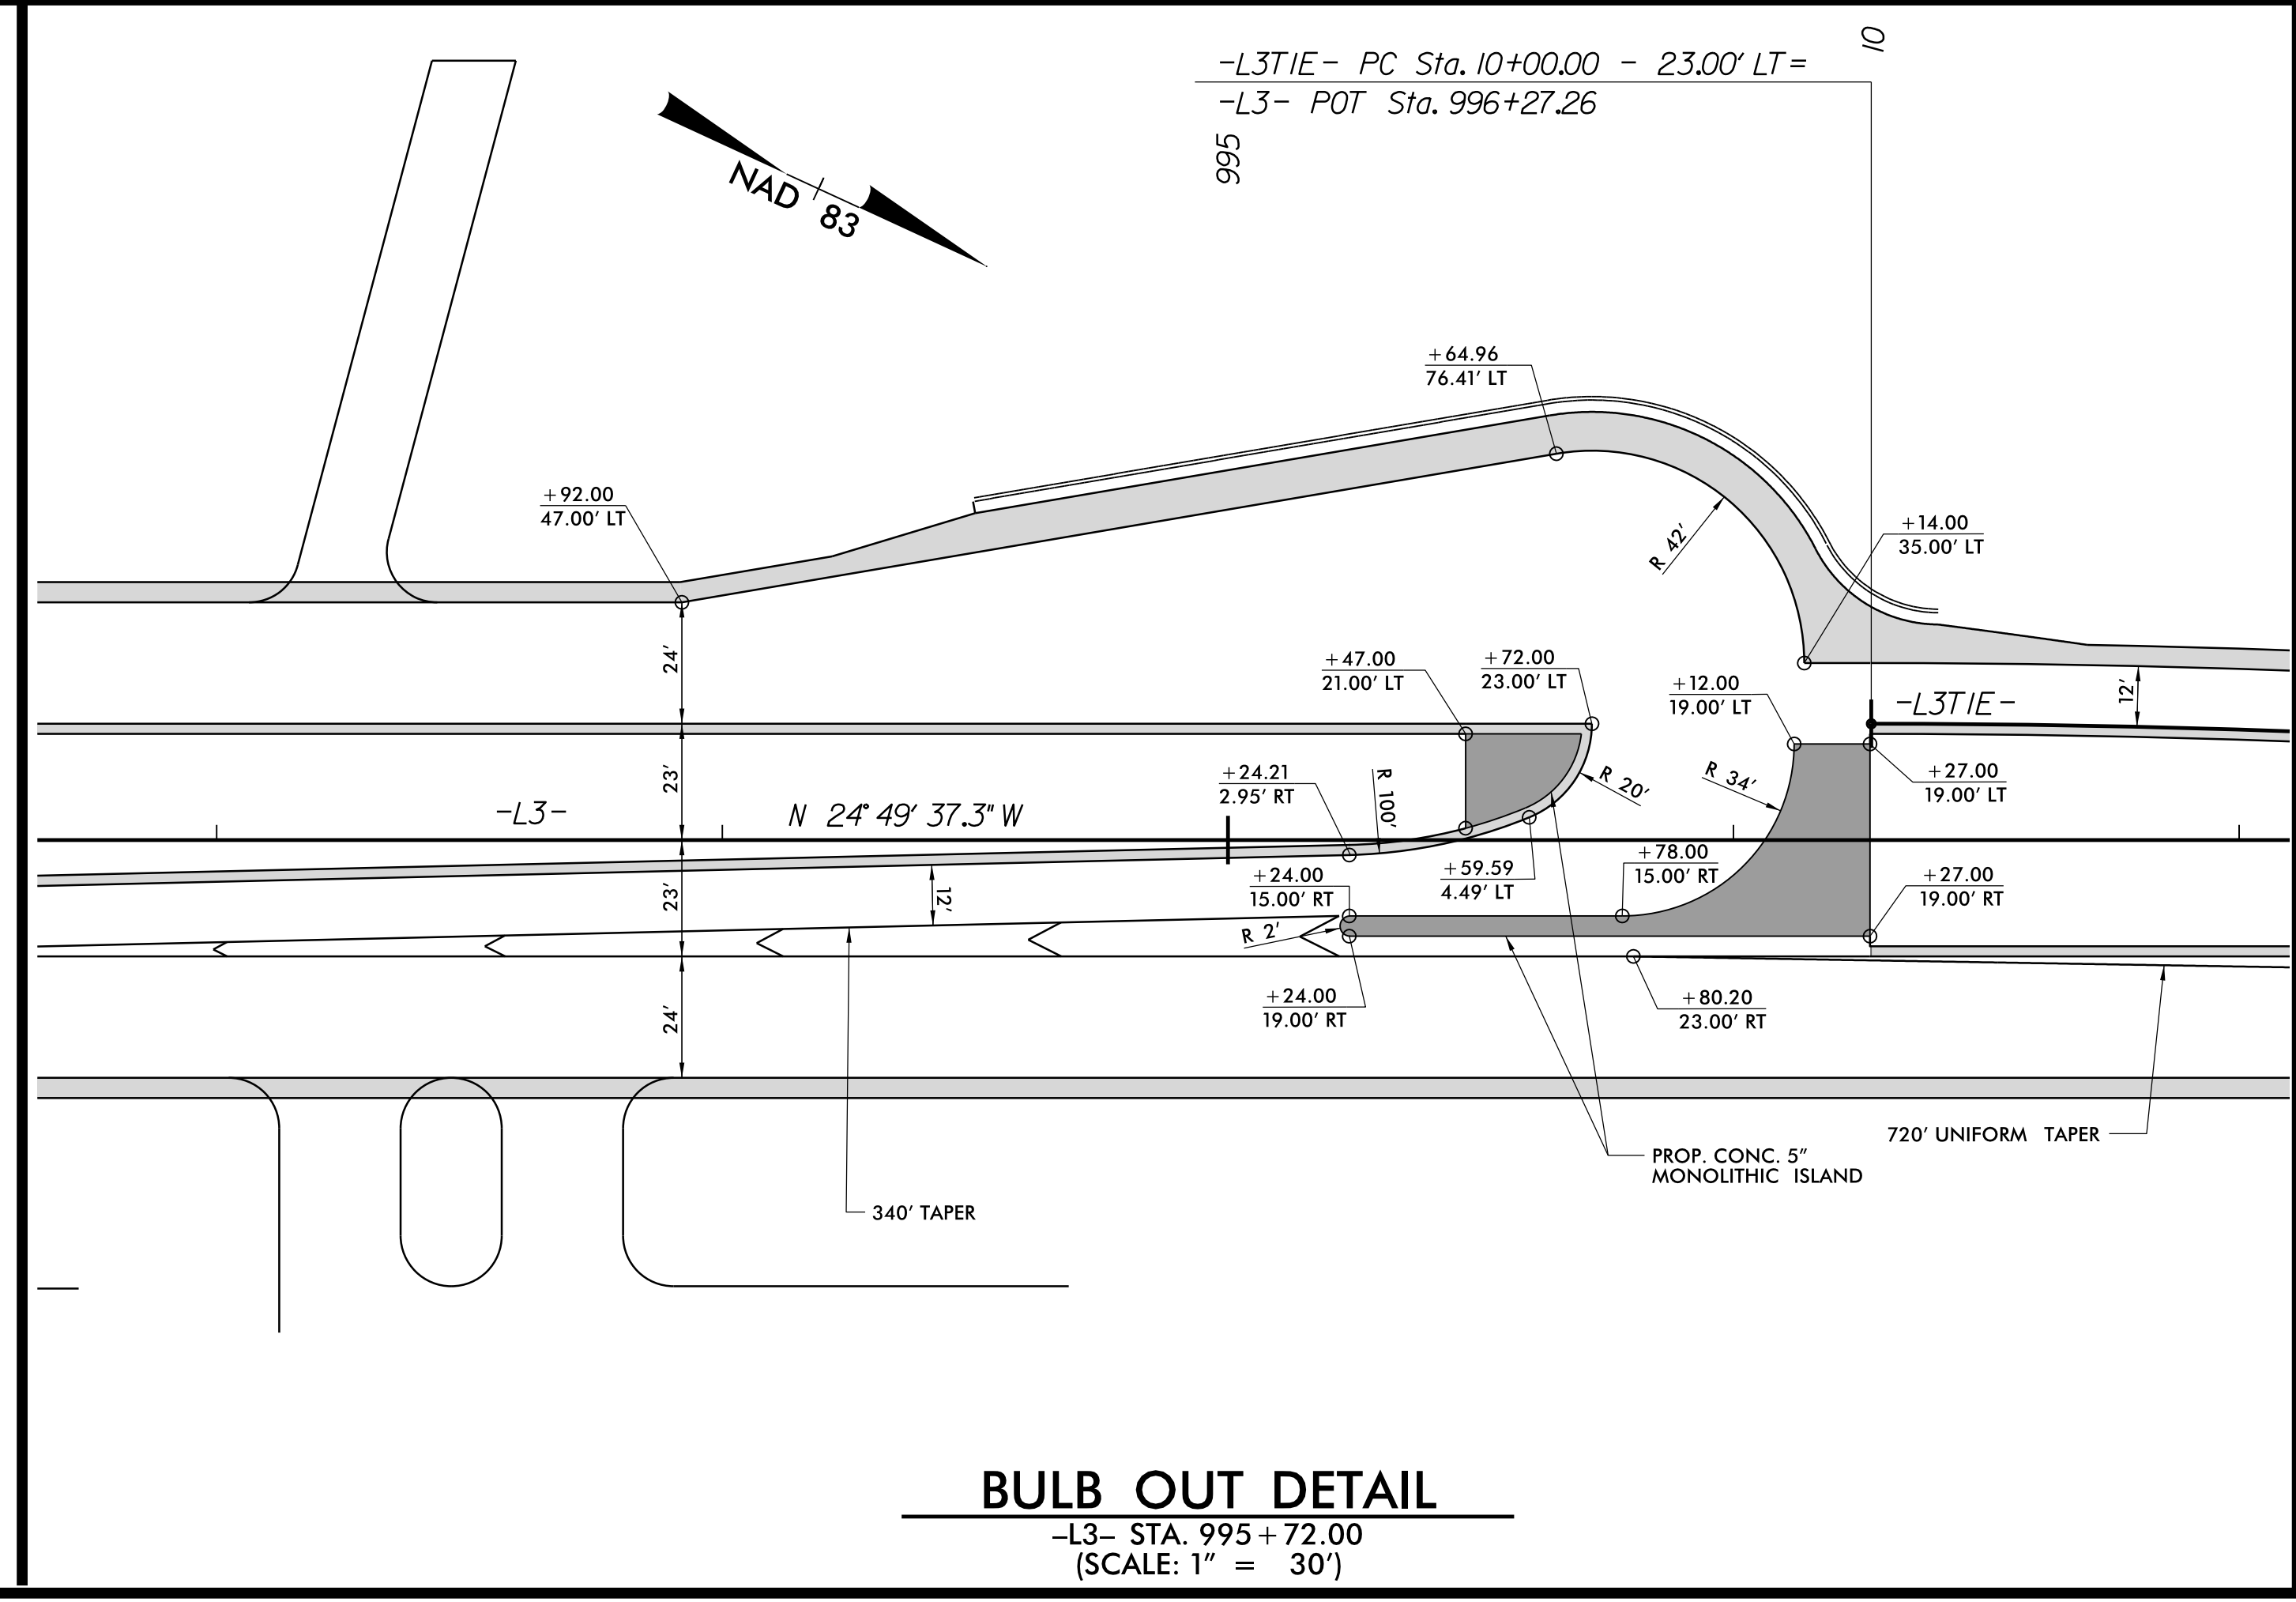 -L3TIE- PC Sta. 10+00.00 - 23.00' LT=
-L3- POT Sta. 996+27.26
10
995
NAD 83
+64.96
76.41' LT
+92.00
47.00' LT
+14.00
35.00' LT
R 42'
24'
+47.00
21.00' LT
+72.00
23.00' LT
+12.00
19.00' LT
12'
-L3TIE-
23'
+24.21
2.95' RT
R 100'
R 20'
R 34'
+27.00
19.00' LT
-L3-
N 24° 49' 37.3" W
23'
12'
+24.00
15.00' RT
+59.59
4.49' LT
+78.00
15.00' RT
+27.00
19.00' RT
R 2'
24'
+24.00
19.00' RT
+80.20
23.00' RT
720' UNIFORM TAPER
PROP. CONC. 5"
MONOLITHIC ISLAND
340' TAPER
BULB OUT DETAIL
-L3- STA. 995+72.00
(SCALE: 1" = 30')